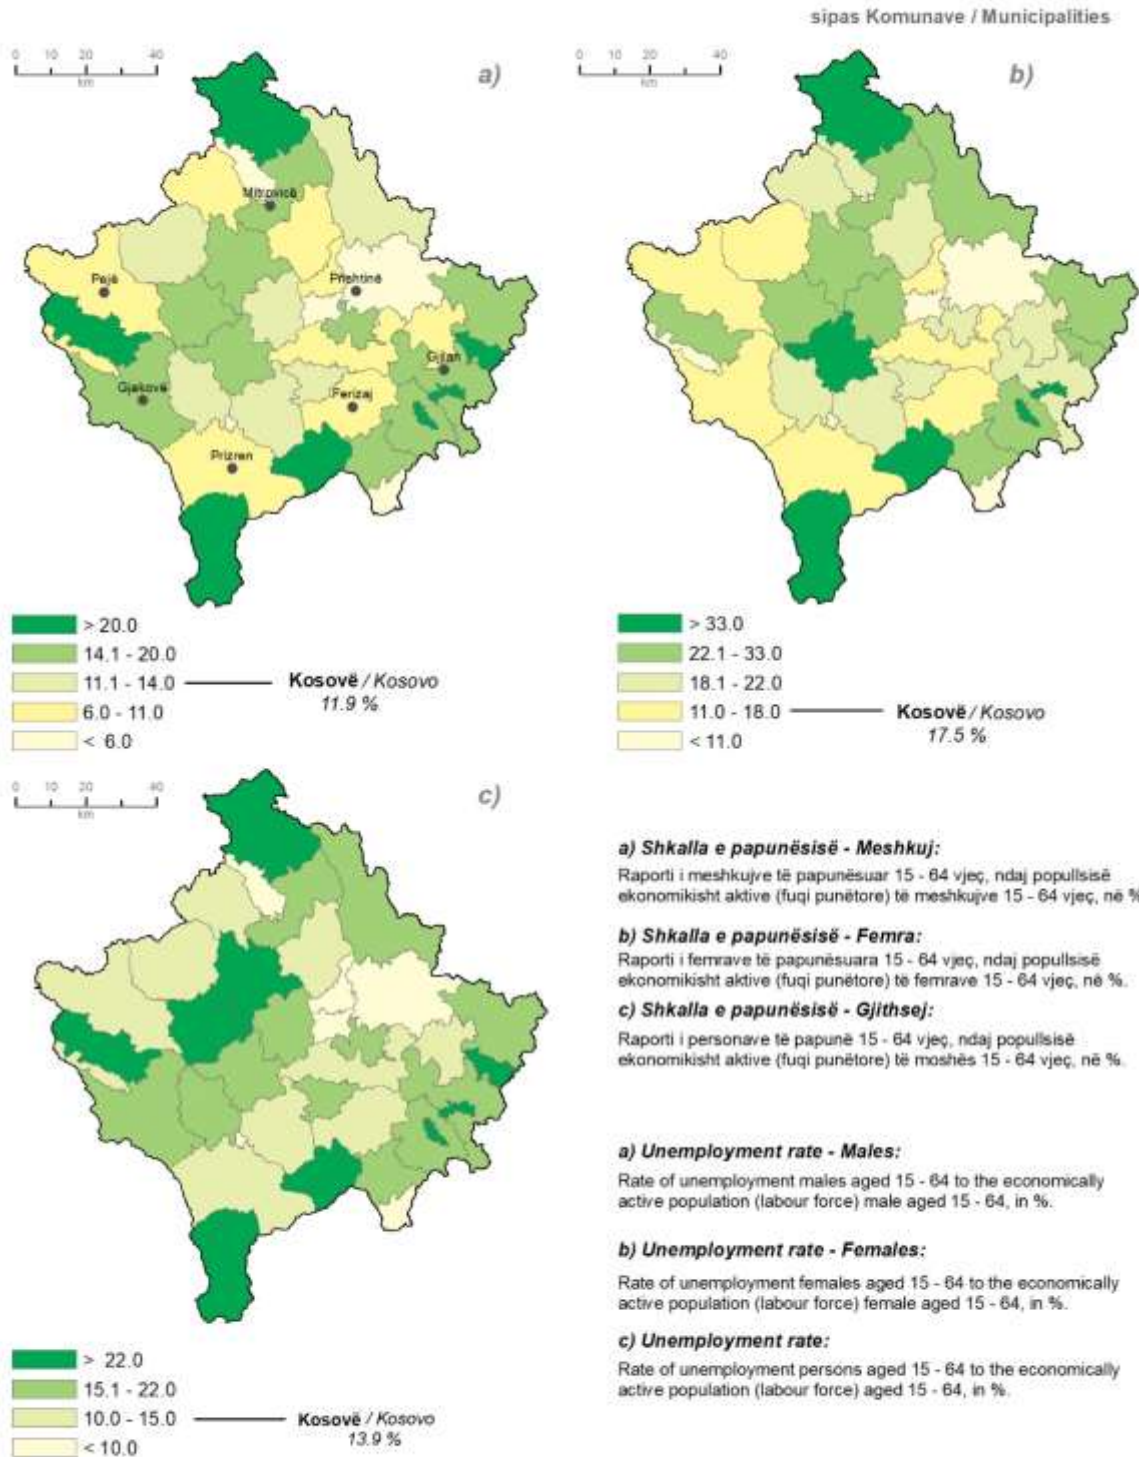 sipas Komunave / Municipalities
0 10 20 40
km
a)
0 10 20 40
km
b)
Mitrovicë
Pejë
Prishtinë
Gjilan
Gjakovë
Ferizaj
Prizren
> 20.0
14.1 - 20.0
11.1 - 14.0
6.0 - 11.0
< 6.0
Kosovë / Kosovo
11.9 %
> 33.0
22.1 - 33.0
18.1 - 22.0
11.0 - 18.0
< 11.0
Kosovë / Kosovo
17.5 %
0 10 20 40
km
c)
> 22.0
15.1 - 22.0
10.0 - 15.0
< 10.0
Kosovë / Kosovo
13.9 %
a) Shkalla e papunësisë - Meshkuj:
Raporti i meshkujve të papunësuar 15 - 64 vjeç, ndaj popullsisë
ekonomikisht aktive (fuqi punëtore) të meshkujve 15 - 64 vjeç, në %
b) Shkalla e papunësisë - Femra:
Raporti i femrave të papunësuara 15 - 64 vjeç, ndaj popullsisë
ekonomikisht aktive (fuqi punëtore) të femrave 15 - 64 vjeç, në %.
c) Shkalla e papunësisë - Gjithsej:
Raporti i personave të papunë 15 - 64 vjeç, ndaj popullsisë
ekonomikisht aktive (fuqi punëtore) të moshës 15 - 64 vjeç, në %.
a) Unemployment rate - Males:
Rate of unemployment males aged 15 - 64 to the economically
active population (labour force) male aged 15 - 64, in %.
b) Unemployment rate - Females:
Rate of unemployment females aged 15 - 64 to the economically
active population (labour force) female aged 15 - 64, in %.
c) Unemployment rate:
Rate of unemployment persons aged 15 - 64 to the economically
active population (labour force) aged 15 - 64, in %.